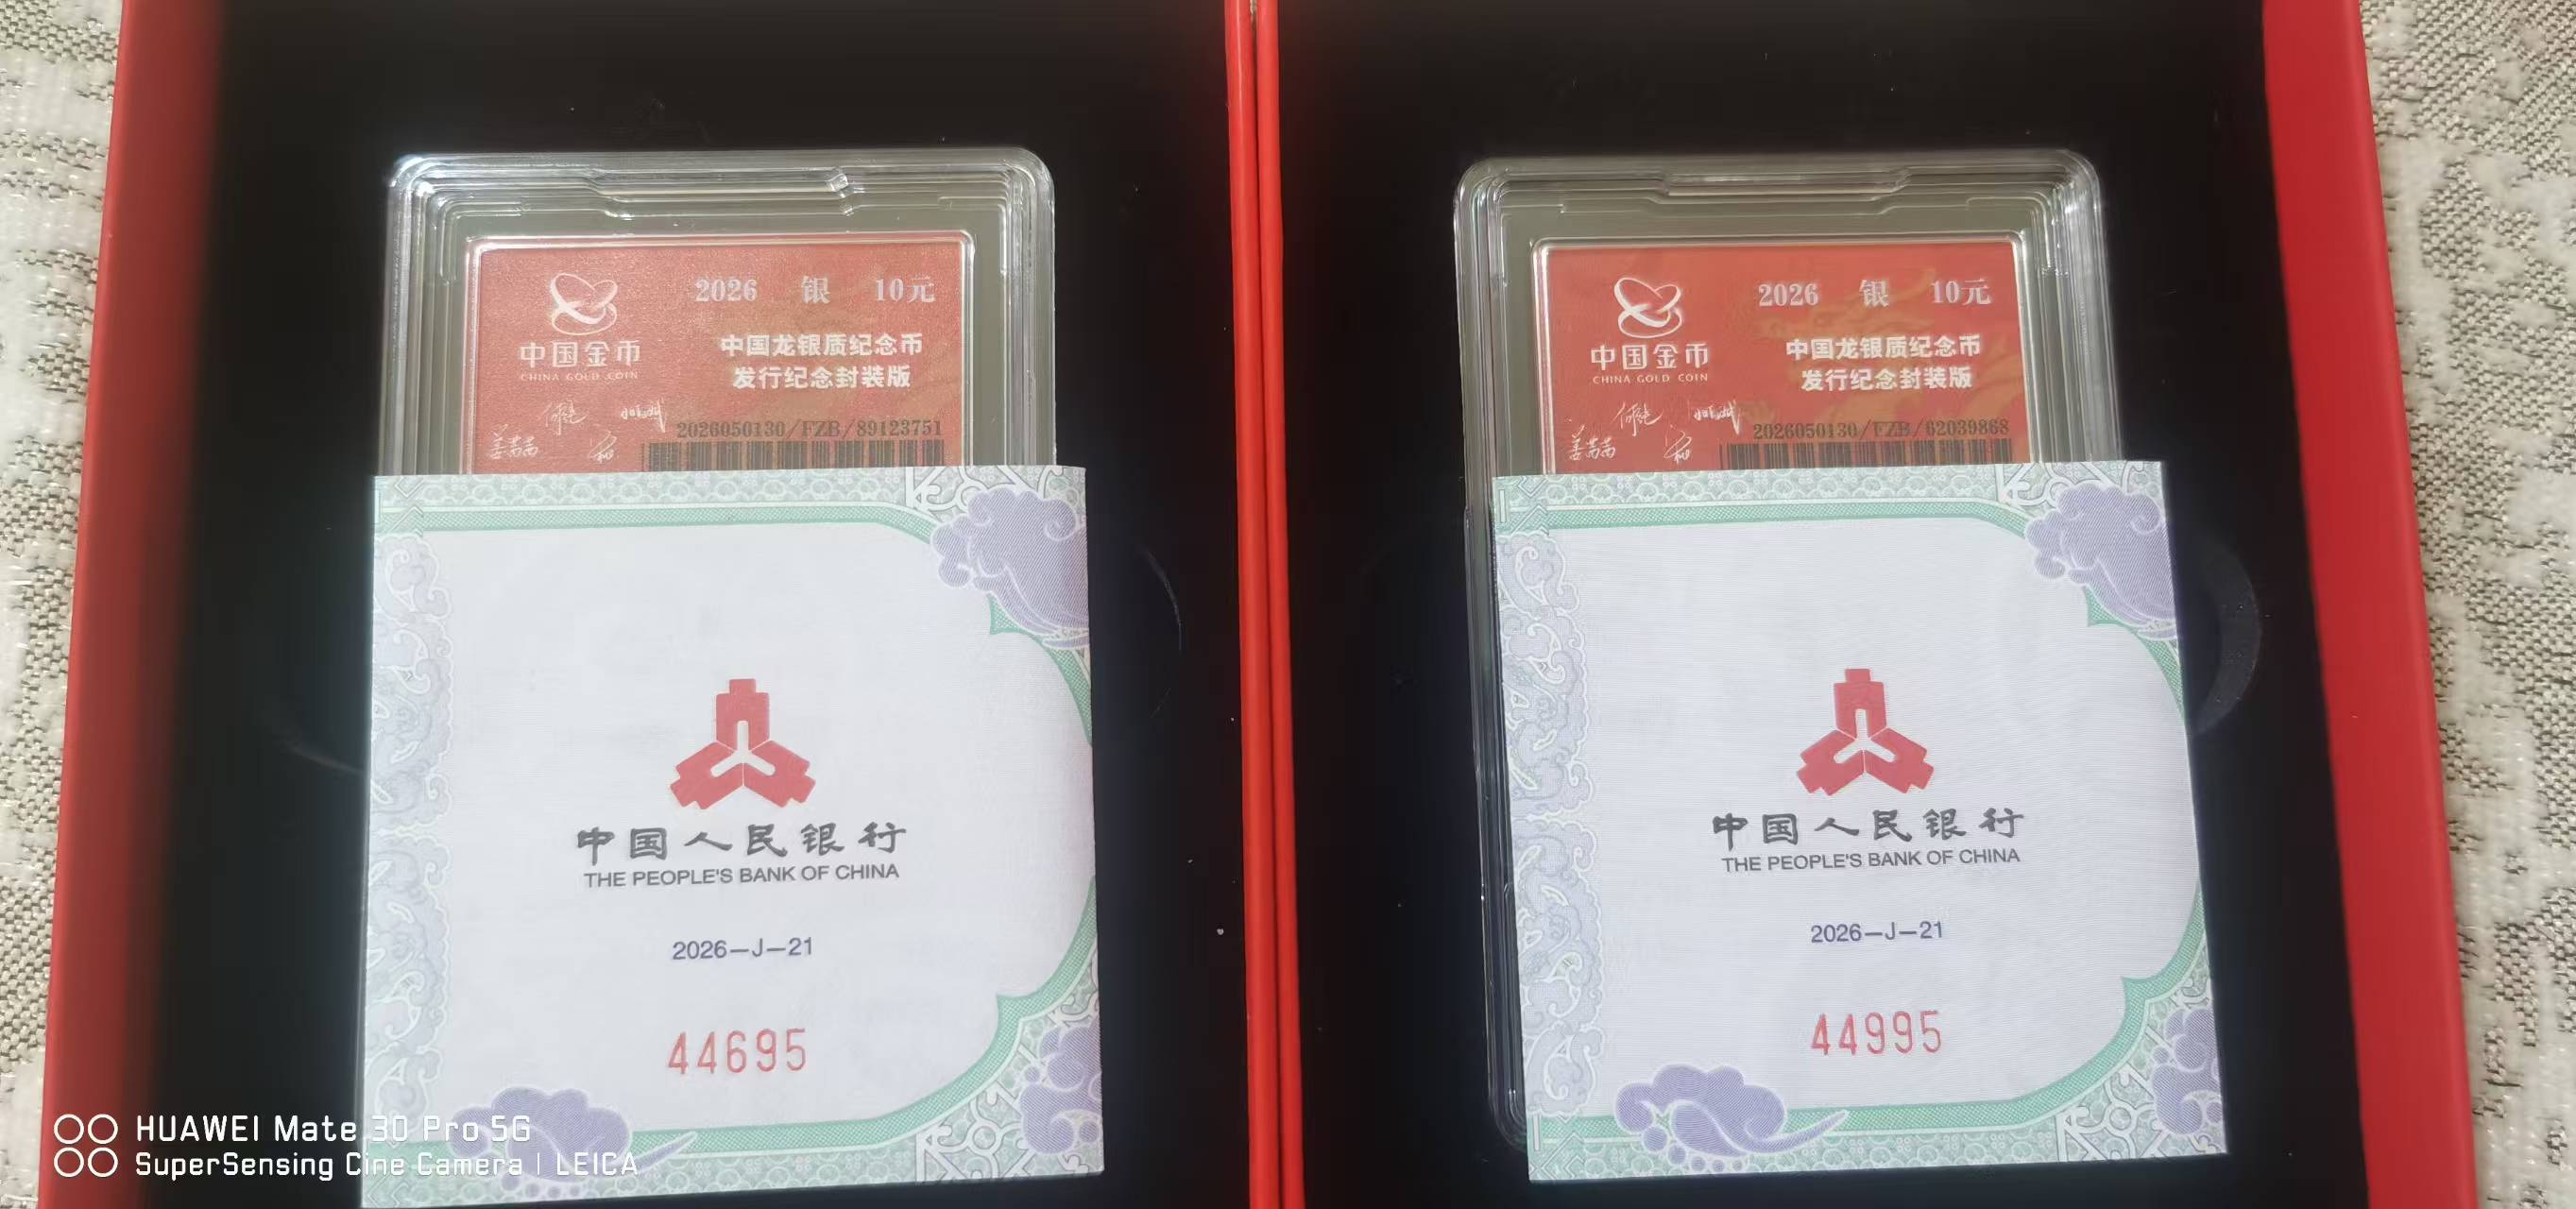 中国金币
CHINA GOLD COIN
2026 银 10元
中国龙银质纪念币
发行纪念封装版
2026050130/FZB/89123751
中国人民银行
THE PEOPLE'S BANK OF CHINA
2026-J-21
44695
中国金币
CHINA GOLD COIN
2026 银 10元
中国龙银质纪念币
发行纪念封装版
2026050130/FZB/62039868
中国人民银行
THE PEOPLE'S BANK OF CHINA
2026-J-21
44995
HUAWEI Mate 30 Pro 5G
SuperSensing Cine Camera | LEICA